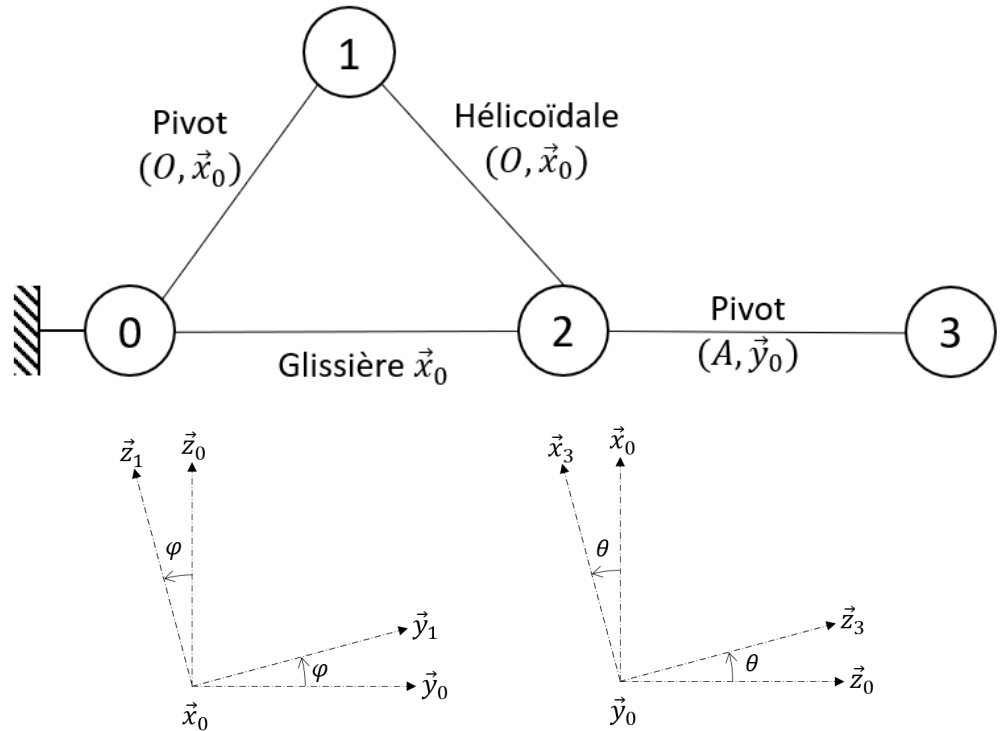 1
Pivot
(O, x⃗₀)
Hélicoïdale
(O, x⃗₀)
0
Glissière x⃗₀
2
Pivot
(A, y⃗₀)
3
z⃗₁
z⃗₀
φ
y⃗₁
φ
y⃗₀
x⃗₀
x⃗₃
x⃗₀
θ
z⃗₃
θ
z⃗₀
y⃗₀